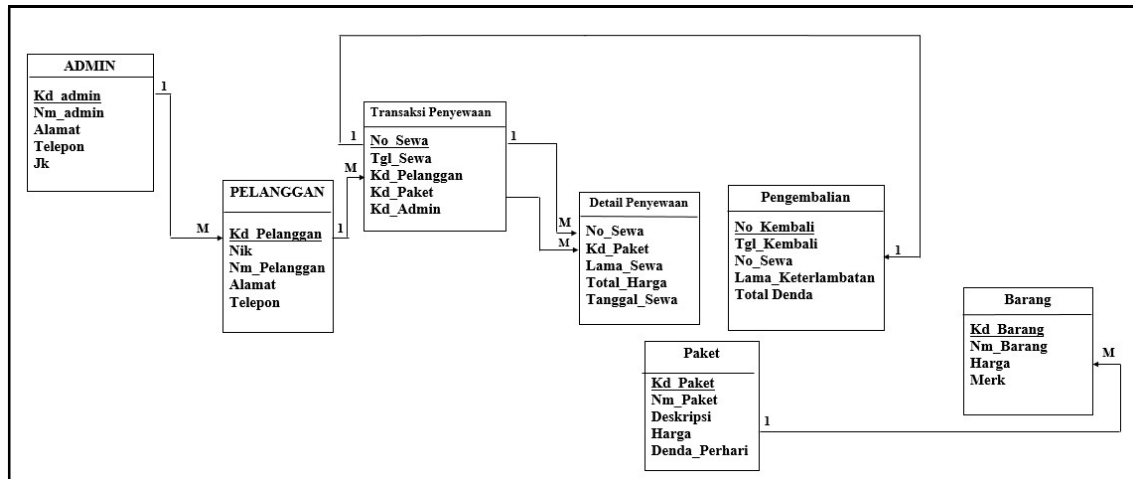 ADMIN
Kd_admin
Nm_admin
Alamat
Telepon
Jk
1
M
PELANGGAN
Kd_Pelanggan
Nik
Nm_Pelanggan
Alamat
Telepon
1
M
Transaksi Penyewaan
No_Sewa
Tgl_Sewa
Kd_Pelanggan
Kd_Paket
Kd_Admin
1
1
M
M
Detail Penyewaan
No_Sewa
Kd_Paket
Lama_Sewa
Total_Harga
Tanggal_Sewa
Pengembalian
No_Kembali
Tgl_Kembali
No_Sewa
Lama_Keterlambatan
Total Denda
1
Paket
Kd_Paket
Nm_Paket
Deskripsi
Harga
Denda_Perhari
1
Barang
Kd_Barang
Nm_Barang
Harga
Merk
M